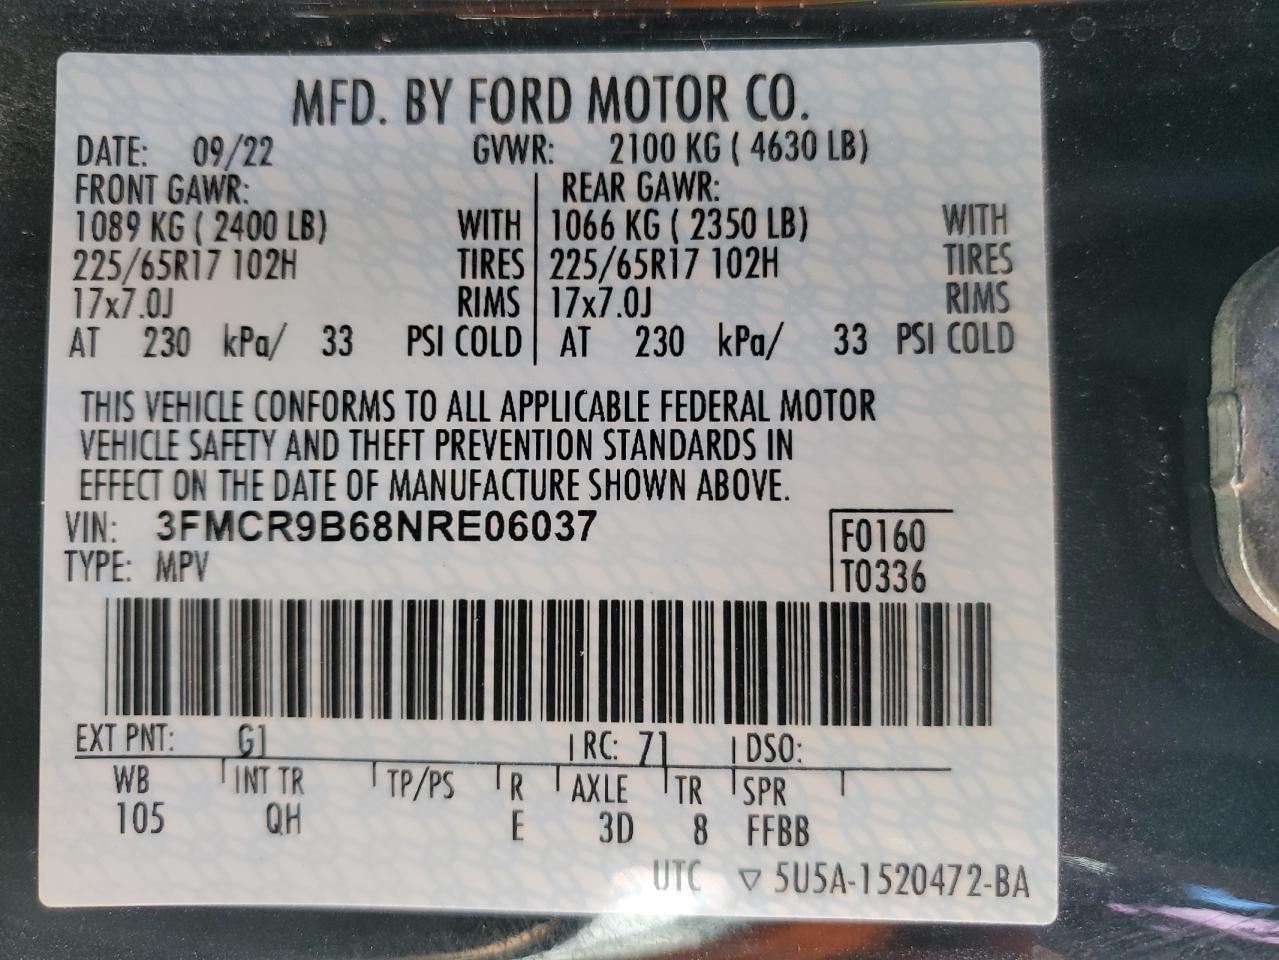 MFD. BY FORD MOTOR CO.
DATE: 09/22 GVWR: 2100 KG ( 4630 LB)
FRONT GAWR: REAR GAWR:
1089 KG ( 2400 LB) WITH 1066 KG ( 2350 LB) WITH
225/65R17 102H TIRES 225/65R17 102H TIRES
17x7.0J RIMS 17x7.0J RIMS
AT 230 kPa/ 33 PSI COLD AT 230 kPa/ 33 PSI COLD
THIS VEHICLE CONFORMS TO ALL APPLICABLE FEDERAL MOTOR
VEHICLE SAFETY AND THEFT PREVENTION STANDARDS IN
EFFECT ON THE DATE OF MANUFACTURE SHOWN ABOVE.
VIN: 3FMCR9B68NRE06037
F0160
TYPE: MPV
T0336
EXT PNT: G1 RC: 71 DSO:
WB INT TR TP/PS R AXLE TR SPR
105 QH E 3D 8 FFBB
UTC ▽ 5U5A-1520472-BA